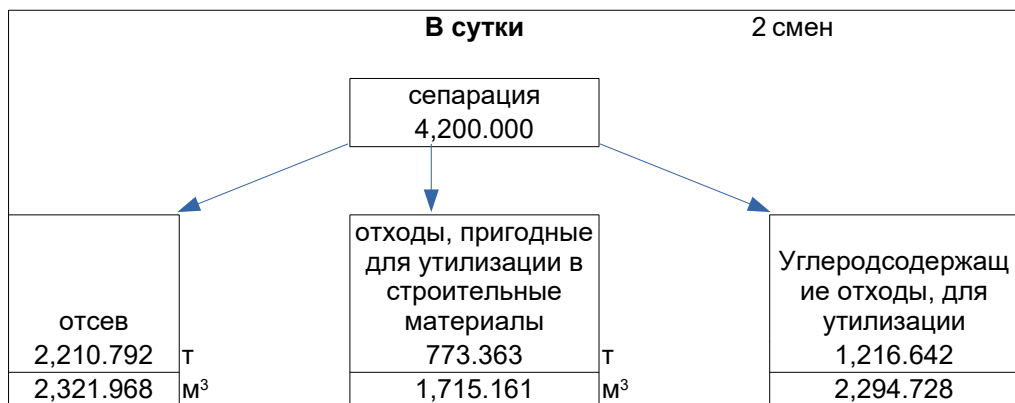 В сутки 2 смен
сепарация
4,200.000
отходы, пригодные
для утилизации в
строительные
материалы
Углеродсодержащ
ие отходы, для
утилизации
отсев
2,210.792 т 773.363 т 1,216.642
2,321.968 м³ 1,715.161 м³ 2,294.728